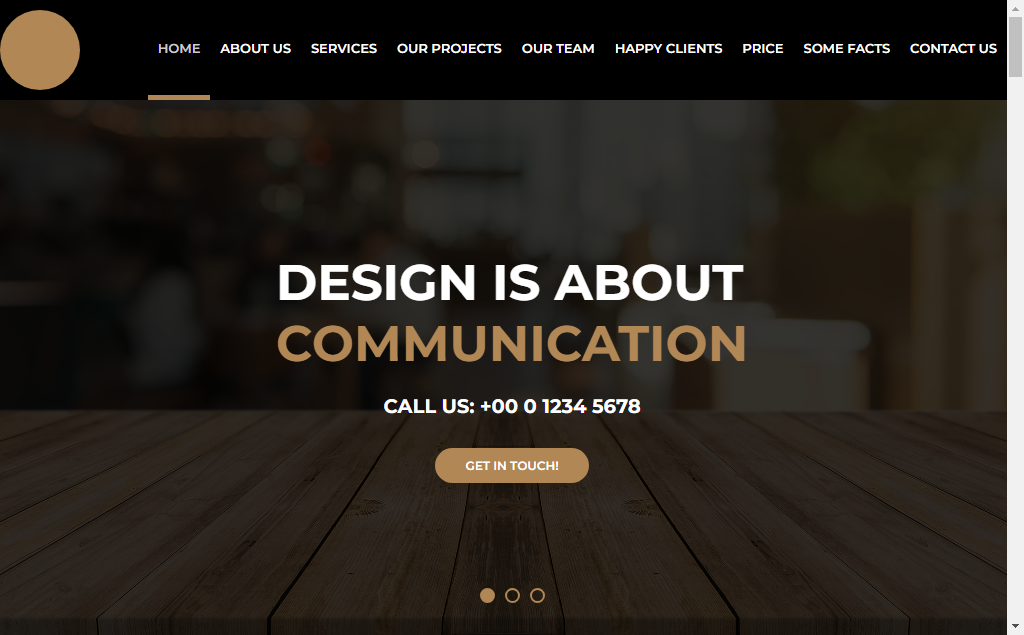 HOME ABOUT US SERVICES OUR PROJECTS OUR TEAM HAPPY CLIENTS PRICE SOME FACTS CONTACT US
DESIGN IS ABOUT
COMMUNICATION
CALL US: +00 0 1234 5678
GET IN TOUCH!